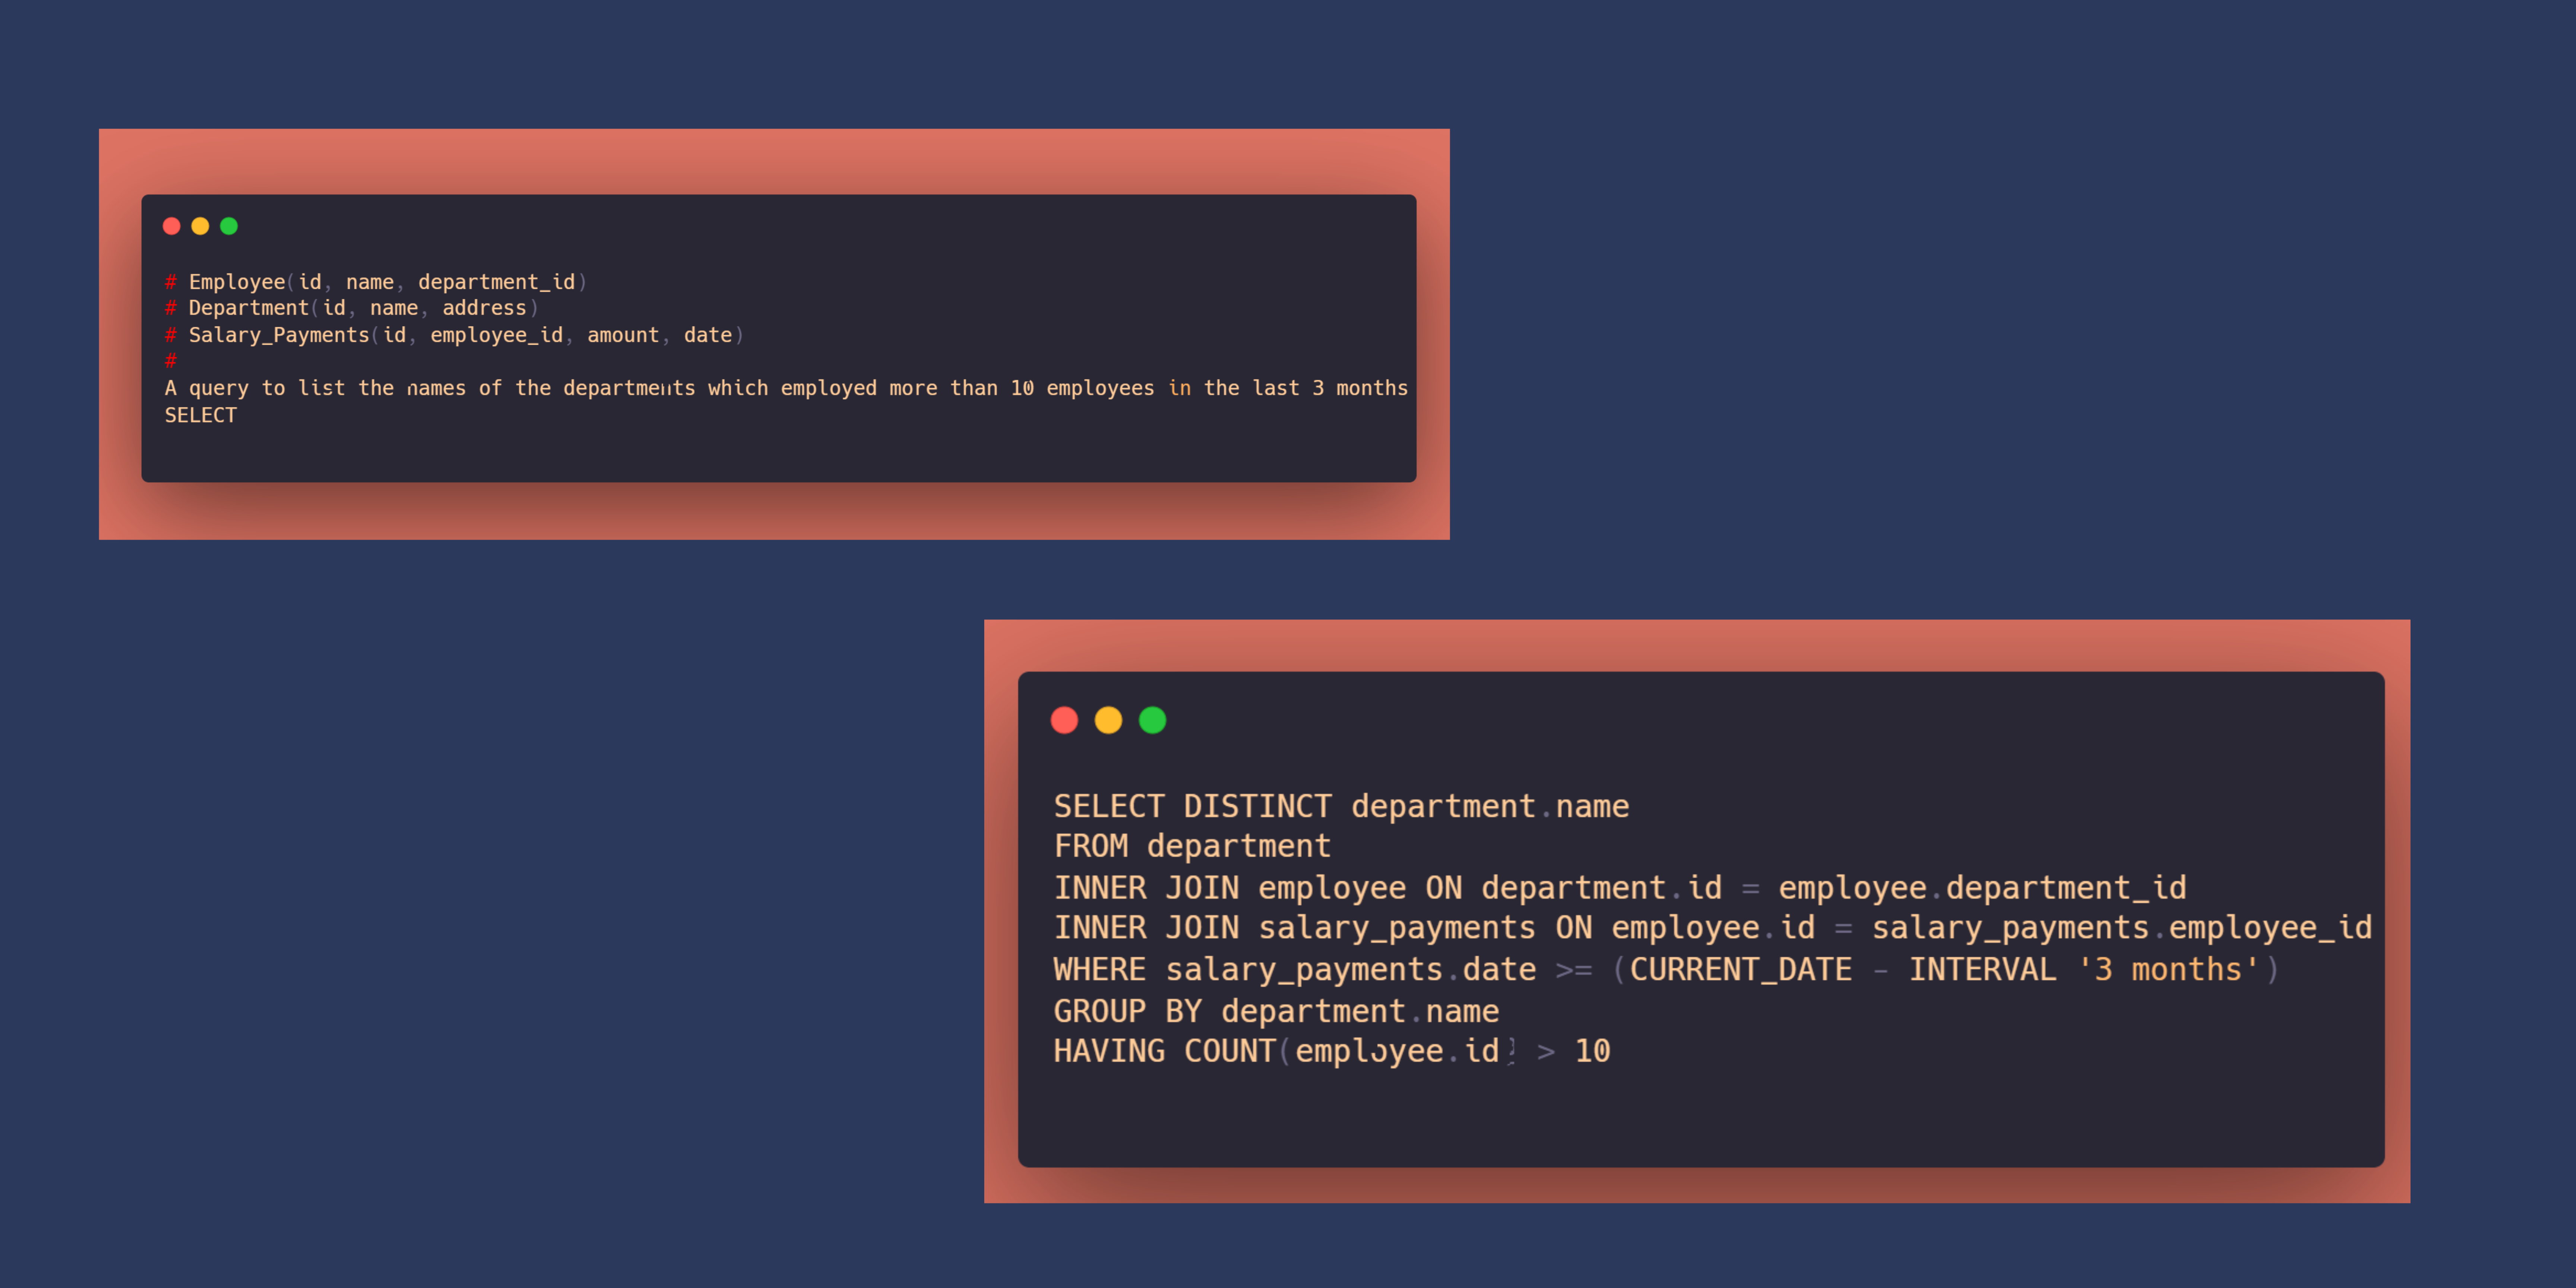 # Employee(id, name, department_id)
# Department(id, name, address)
# Salary_Payments(id, employee_id, amount, date)
#
A query to list the names of the departments which employed more than 10 employees in the last 3 months
SELECT
SELECT DISTINCT department.name
FROM department
INNER JOIN employee ON department.id = employee.department_id
INNER JOIN salary_payments ON employee.id = salary_payments.employee_id
WHERE salary_payments.date >= (CURRENT_DATE - INTERVAL '3 months')
GROUP BY department.name
HAVING COUNT(employee.id) > 10